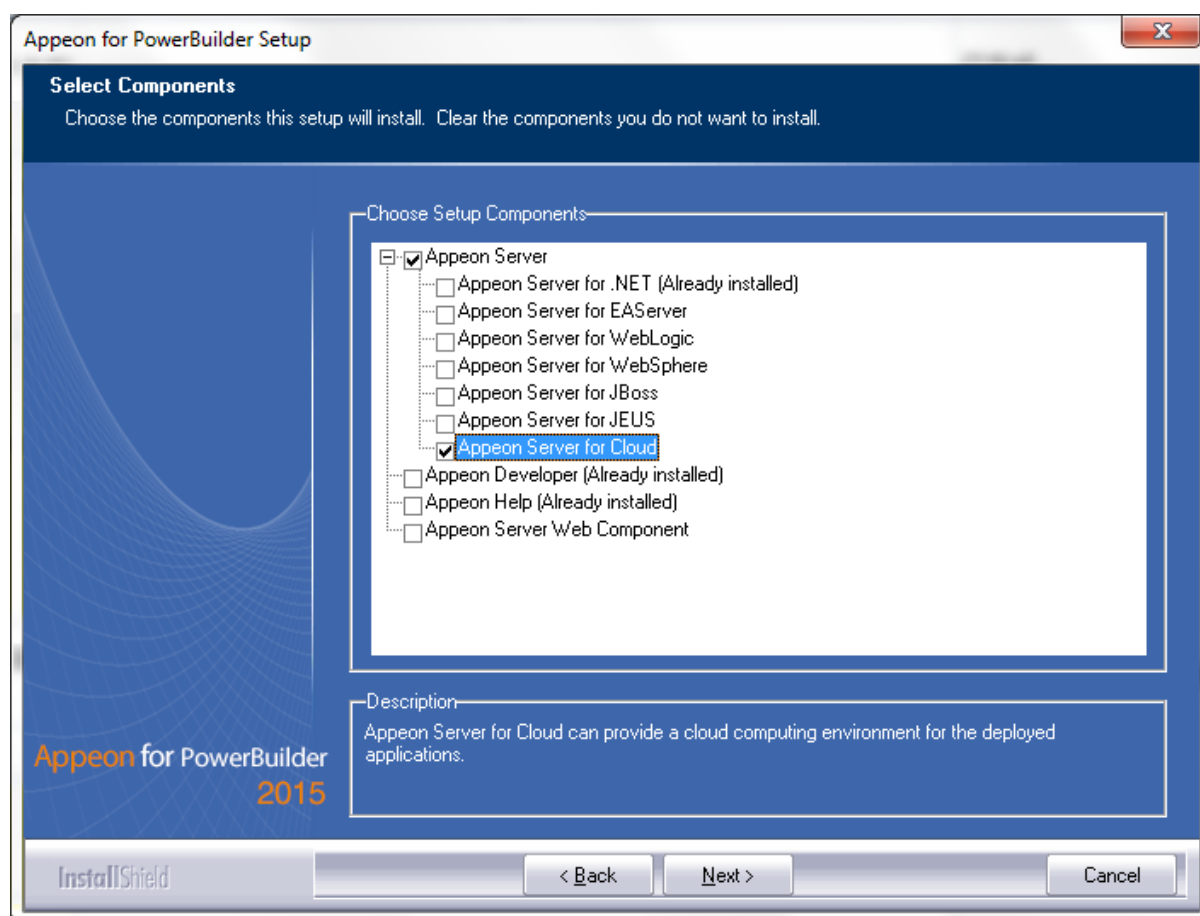 Appeon for PowerBuilder Setup
Select Components
Choose the components this setup will install. Clear the components you do not want to install.
Choose Setup Components
Appeon Server
Appeon Server for .NET (Already installed)
Appeon Server for EAServer
Appeon Server for WebLogic
Appeon Server for WebSphere
Appeon Server for JBoss
Appeon Server for JEUS
Appeon Server for Cloud
Appeon Developer (Already installed)
Appeon Help (Already installed)
Appeon Server Web Component
Description
Appeon Server for Cloud can provide a cloud computing environment for the deployed
applications.
Appeon for PowerBuilder
2015
InstallShield
< Back
Next >
Cancel